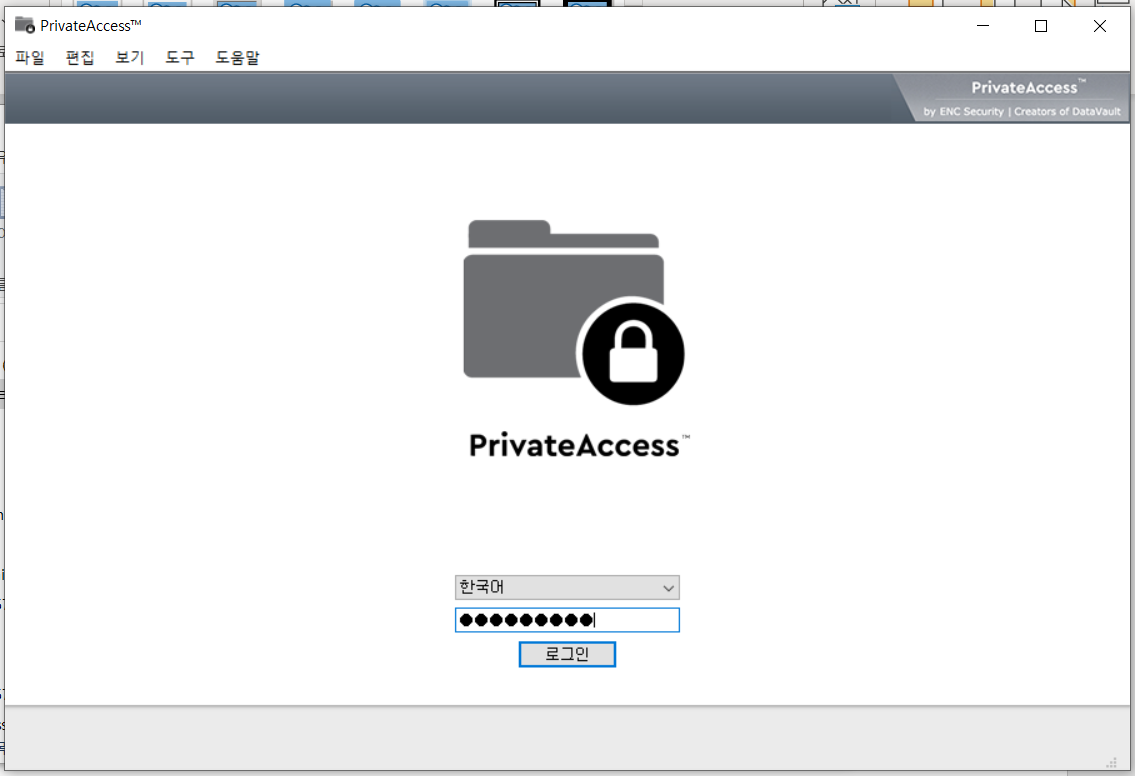 PrivateAccess™
파일 편집 보기 도구 도움말
PrivateAccess™
by ENC Security | Creators of DataVault
PrivateAccess™
한국어
●●●●●●●●●
로그인